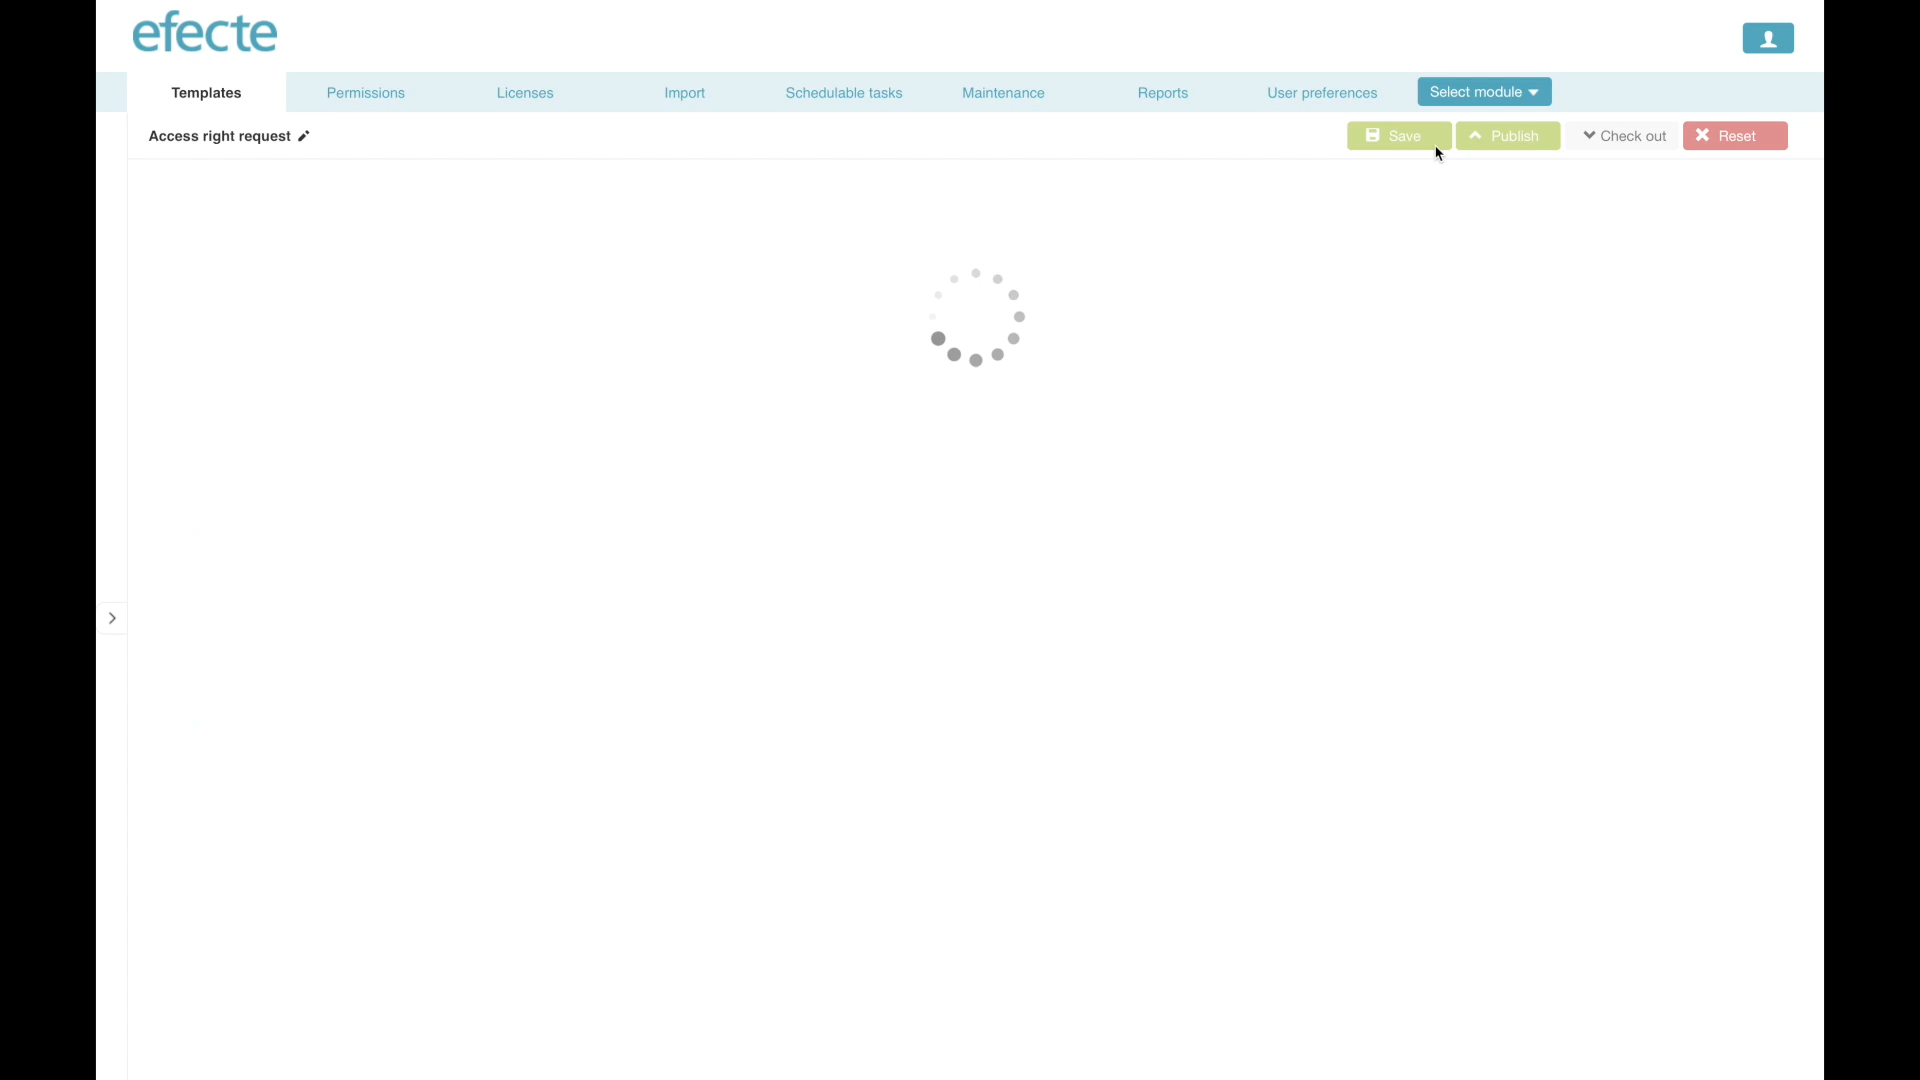 efecte
Templates Permissions Licenses Import Schedulable tasks Maintenance Reports User preferences Select module
Access right request Save Publish Check out Reset